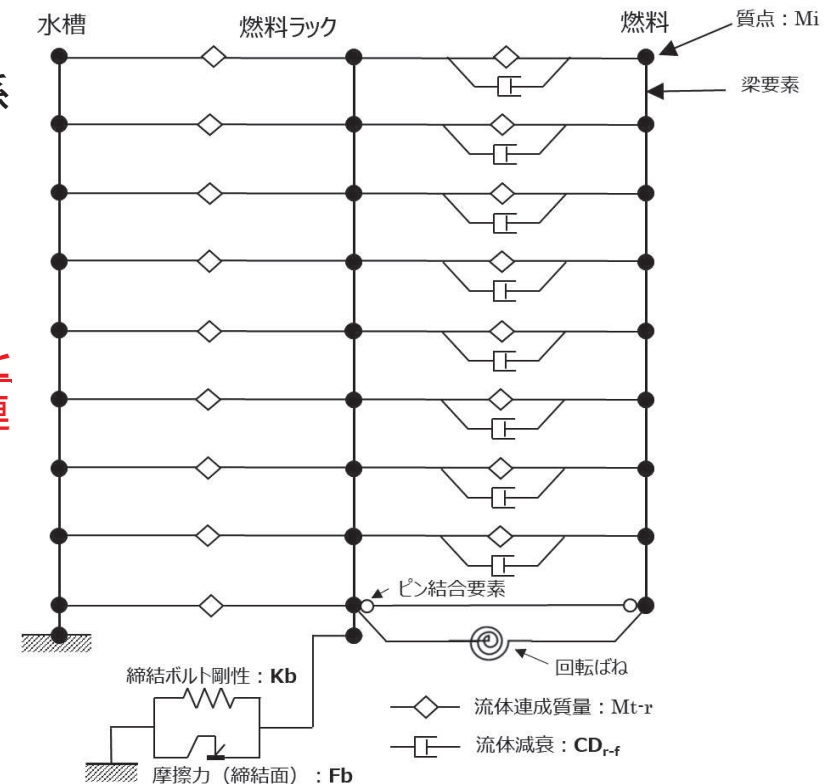 水槽
燃料ラック
燃料
質点：Mi
系
梁要素
ピン結合要素
回転ばね
締結ボルト剛性：Kb
流体連成質量：Mt-r
流体減衰：CDr-f
摩擦力（締結面）：Fb